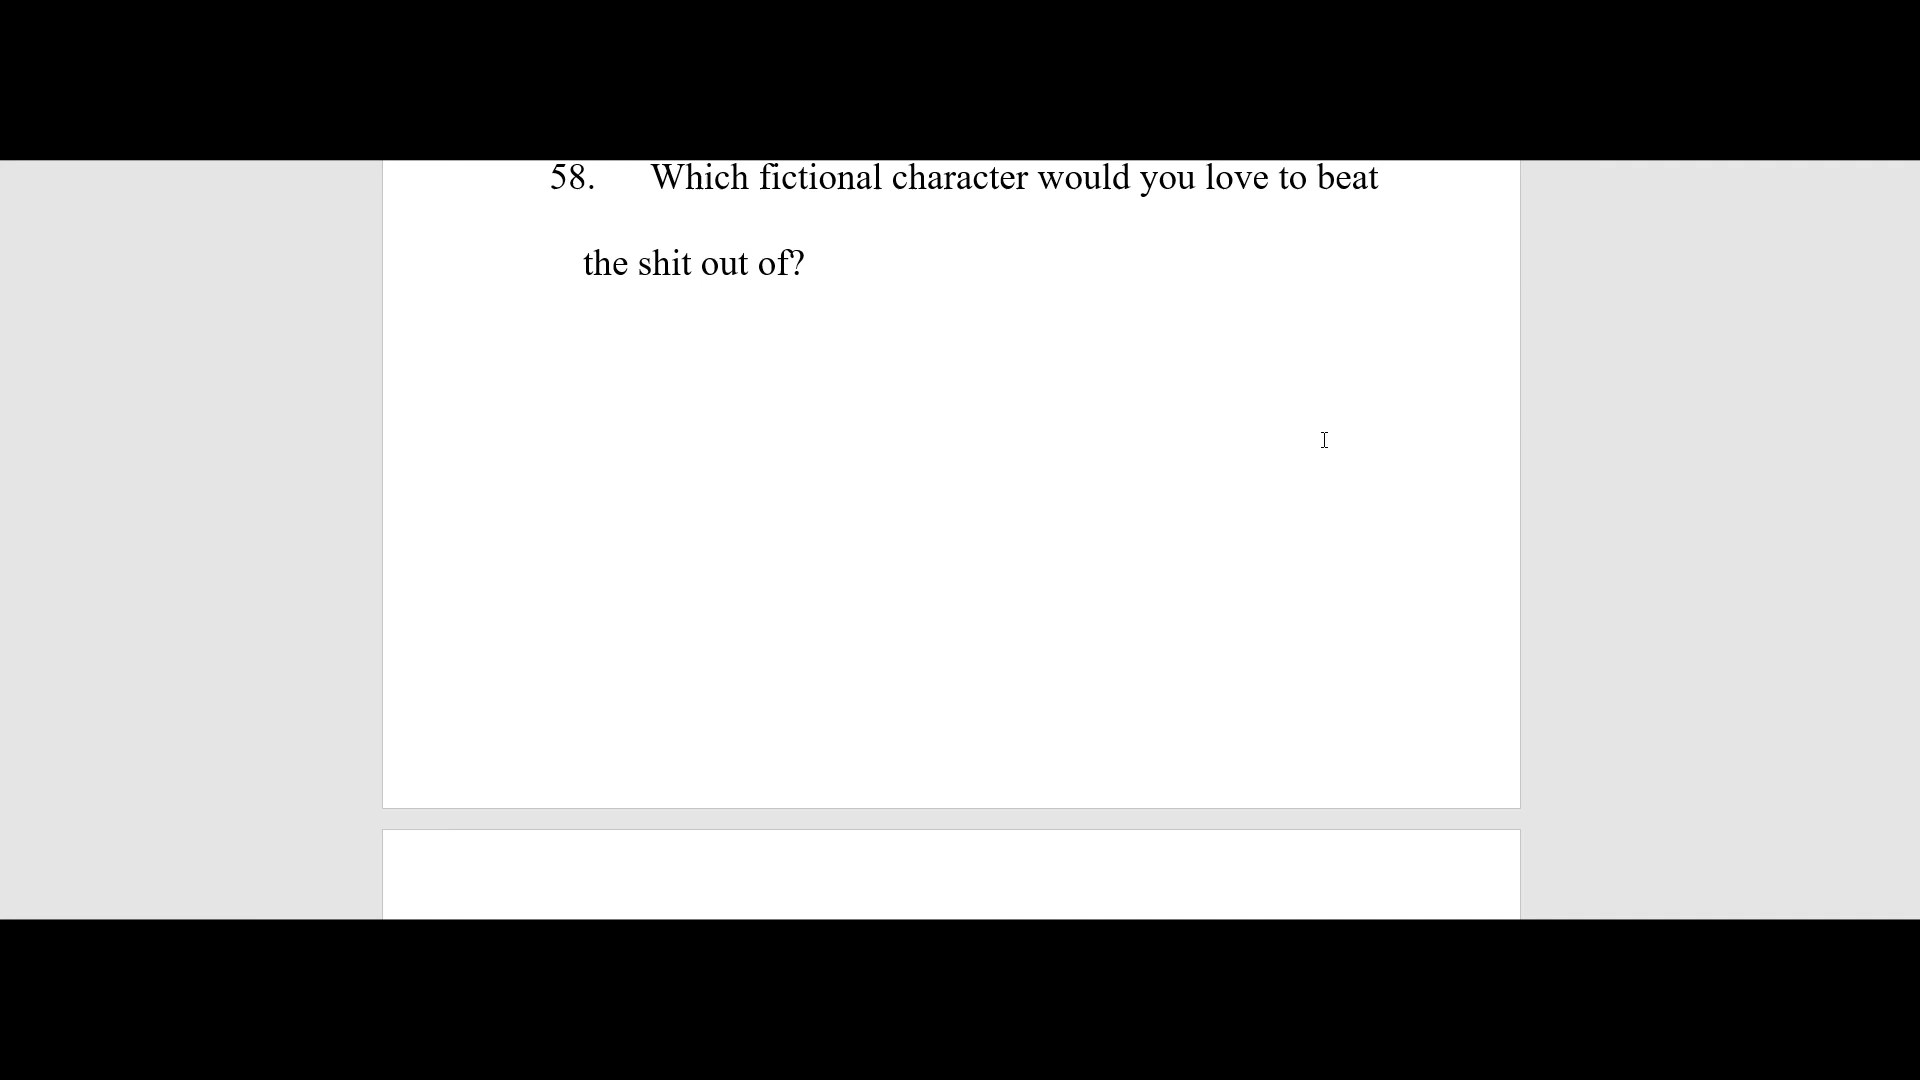 58. Which fictional character would you love to beat
the shit out of?